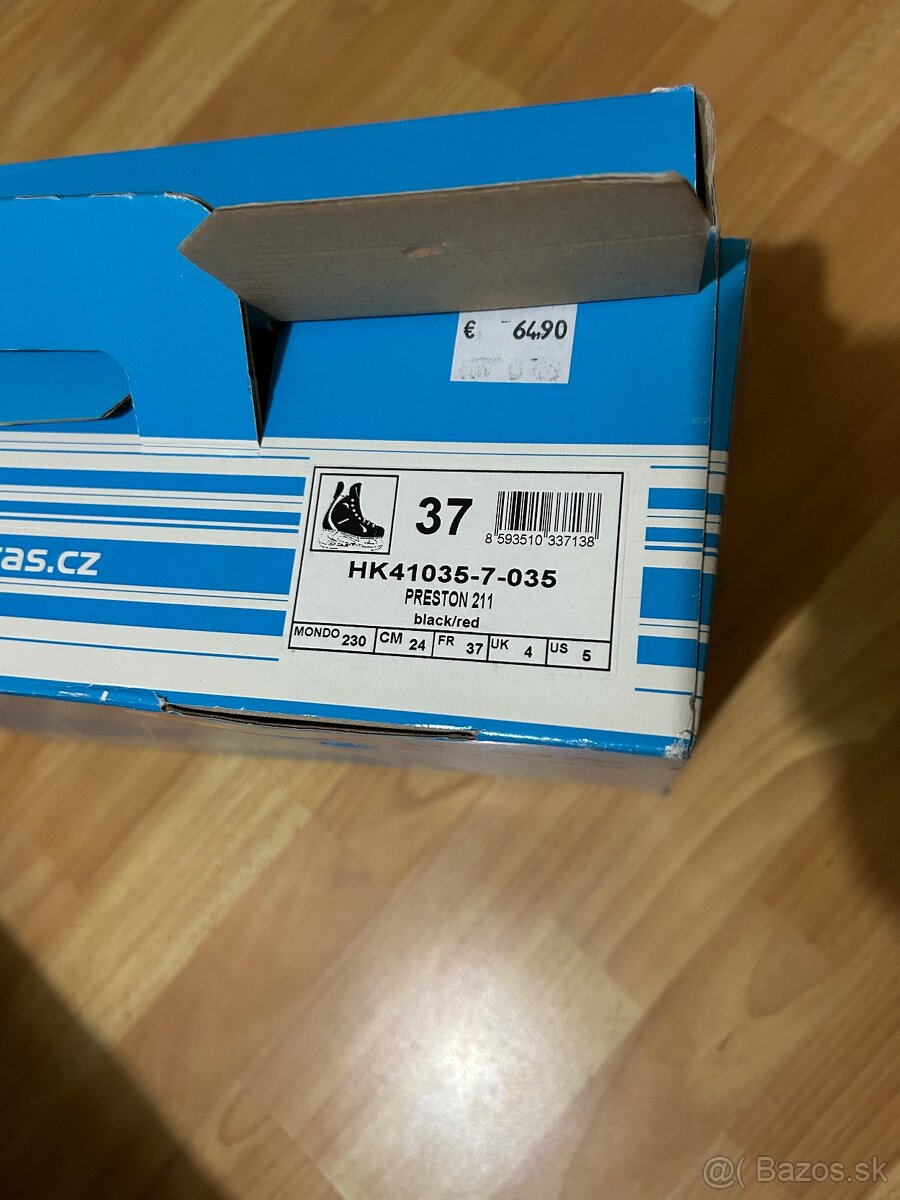 € 64,90
37
8 593510 337138
HK41035-7-035
PRESTON 211
black/red
MONDO 230 CM 24 FR 37 UK 4 US 5
as.cz
@( Bazos.sk